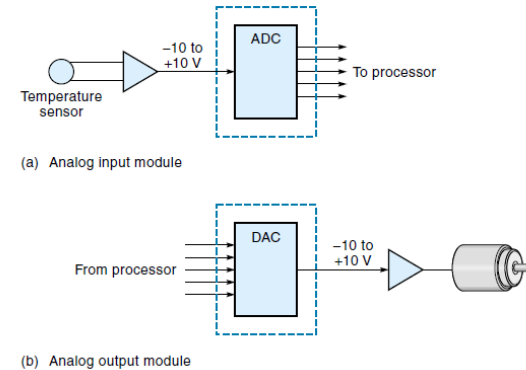 ADC
–10 to
+10 V
To processor
Temperature
sensor
(a) Analog input module
DAC
–10 to
+10 V
From processor
(b) Analog output module